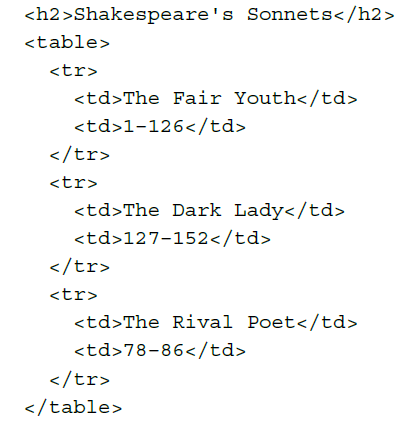 <h2>Shakespeare's Sonnets</h2>
<table>
  <tr>
    <td>The Fair Youth</td>
    <td>1–126</td>
  </tr>
  <tr>
    <td>The Dark Lady</td>
    <td>127–152</td>
  </tr>
  <tr>
    <td>The Rival Poet</td>
    <td>78–86</td>
  </tr>
</table>